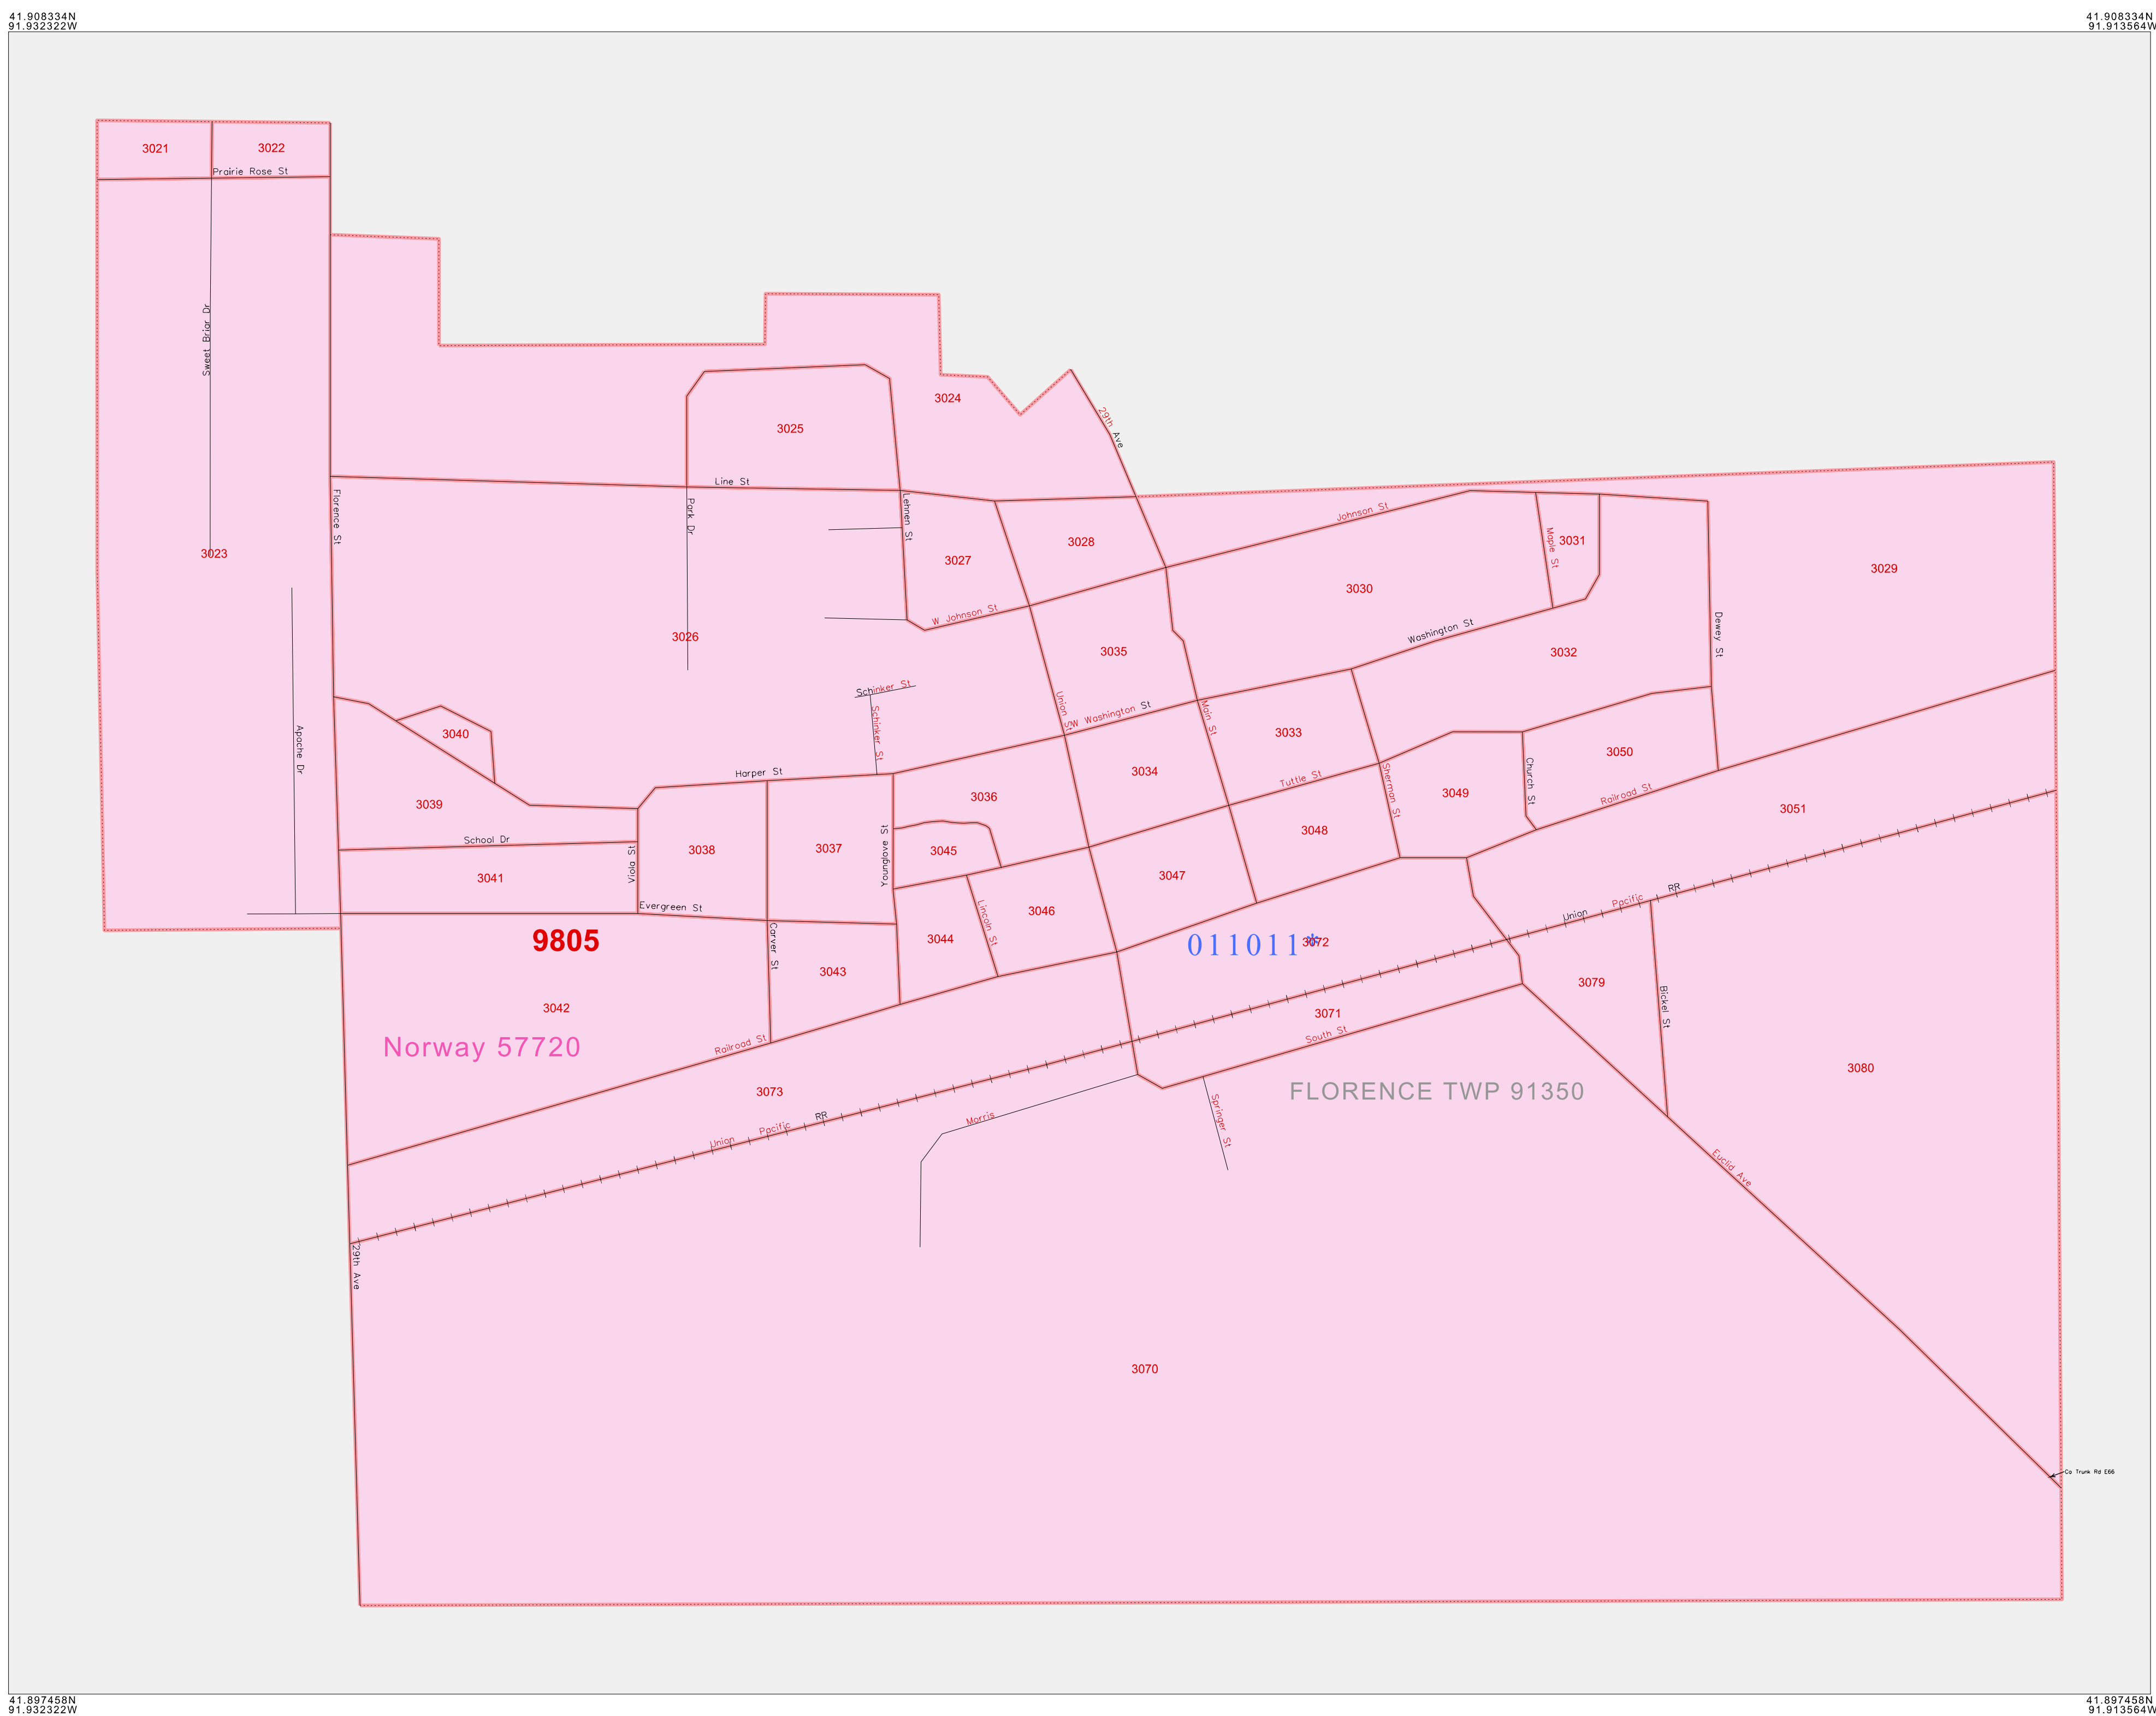 41.908334N
91.932322W
41.908334N
91.913564W
3021
3022
Prairie Rose St
Sweet Briar Dr
3024
29th Ave
3025
Line St
Florence St
Park Dr
Lehnen St
Johnson St
3028
3031
Maple St
3023
3027
3029
3030
W Johnson St
Dewey St
3026
Washington St
3035
3032
Schinker St
Schinker St
Union St
W Washington St
Main St
3040
3033
Apache Dr
3050
Harper St
3034
Tuttle St
Sherman St
Church St
3049
Railroad St
3039
3036
3051
School Dr
Viola St
3038
3037
Youngove St
3045
3048
3041
3047
Evergreen St
3046
Lincoln St
Union Pacific RR
9805
Carver St
3044
011011*
3072
3043
3079
Bickel St
3042
3071
South St
Norway 57720
Railroad St
3073
FLORENCE TWP 91350
3080
Union Pacific RR
Morris
Springer St
Euclid Ave
29th Ave
3070
Co Trunk Rd E66
41.897458N
91.932322W
41.897458N
91.913564W